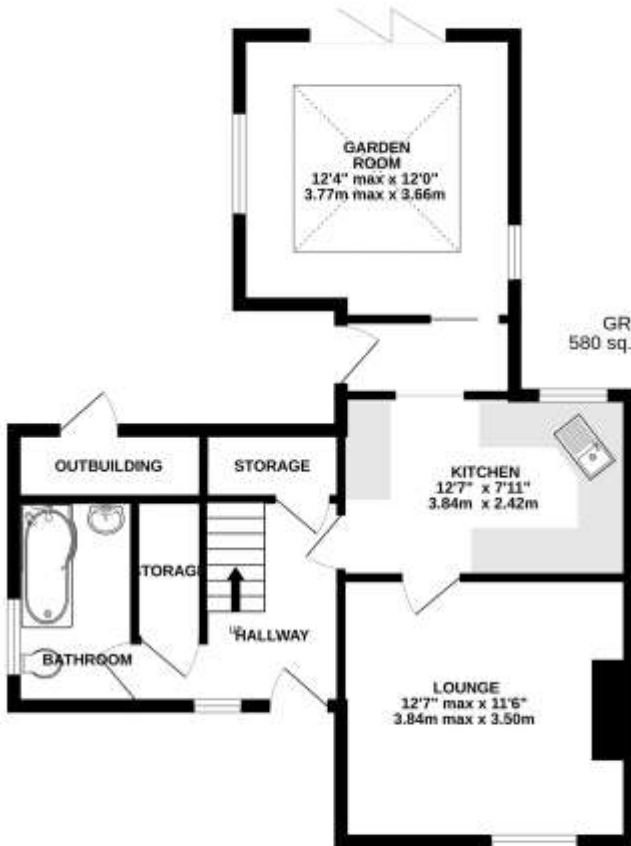 GARDEN
ROOM
12'4" max x 12'0"
3.77m max x 3.66m
GR
580 sq.
OUTBUILDING
STORAGE
KITCHEN
12'7" x 7'11"
3.84m x 2.42m
STORAGE
UP
HALLWAY
BATHROOM
LOUNGE
12'7" max x 11'6"
3.84m max x 3.50m